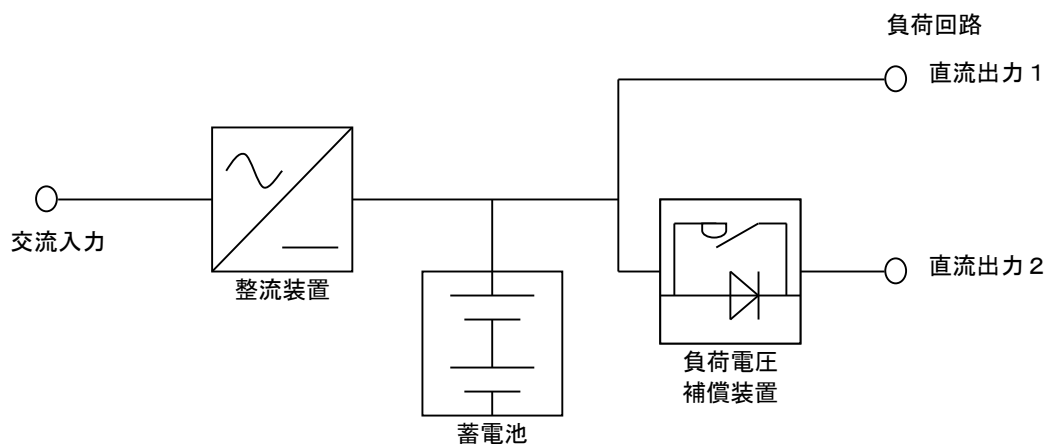 負荷回路
直流出力1
交流入力
整流装置
直流出力2
負荷電圧
補償装置
蓄電池